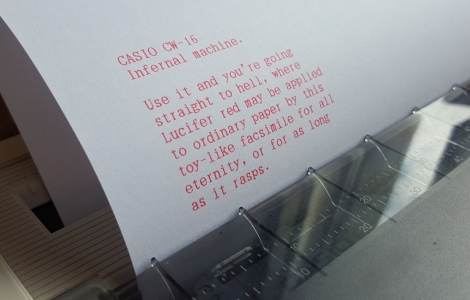 CASIO CW-16
Infernal machine.
Use it and you're going
straight to hell, where
Lucifer red may be applied
to ordinary paper by this
toy-like facsimile for all
eternity, or for as long
as it rasps.